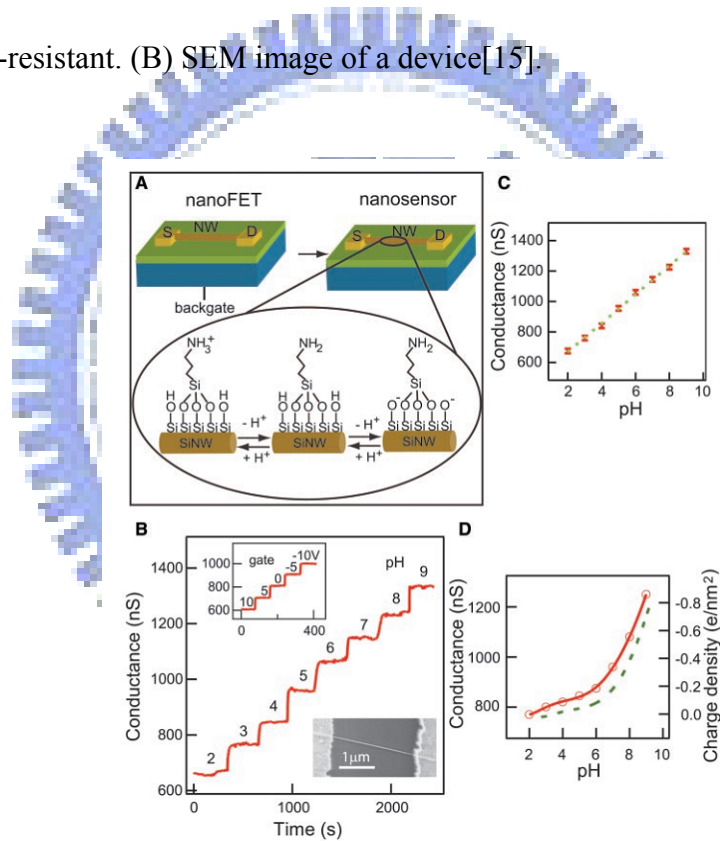 -resistant. (B) SEM image of a device[15].
A
nanoFET
nanosensor
S
D
S
NW
D
backgate
NH3+
NH2
NH2
Si
Si
Si
H H
H H
O O O O O
O O O O O
O- O O O O-
Si Si Si Si Si
Si Si Si Si Si
Si Si Si Si Si
- H+
- H+
SiNW
SiNW
SiNW
+ H+
+ H+
C
Conductance (nS)
1400
1200
1000
800
600
0 2 4 6 8 10
pH
B
Conductance (nS)
1400
1200
1000
800
600
gate
1000
800
600
10
5
0
-5
-10V
0 400
pH
2
3
4
5
6
7
8
9
1μm
0 1000 2000
Time (s)
D
Conductance (nS)
1200
1000
800
Charge density (e/nm2)
-0.8
-0.6
-0.4
-0.2
0.0
2 4 6 8 10
pH